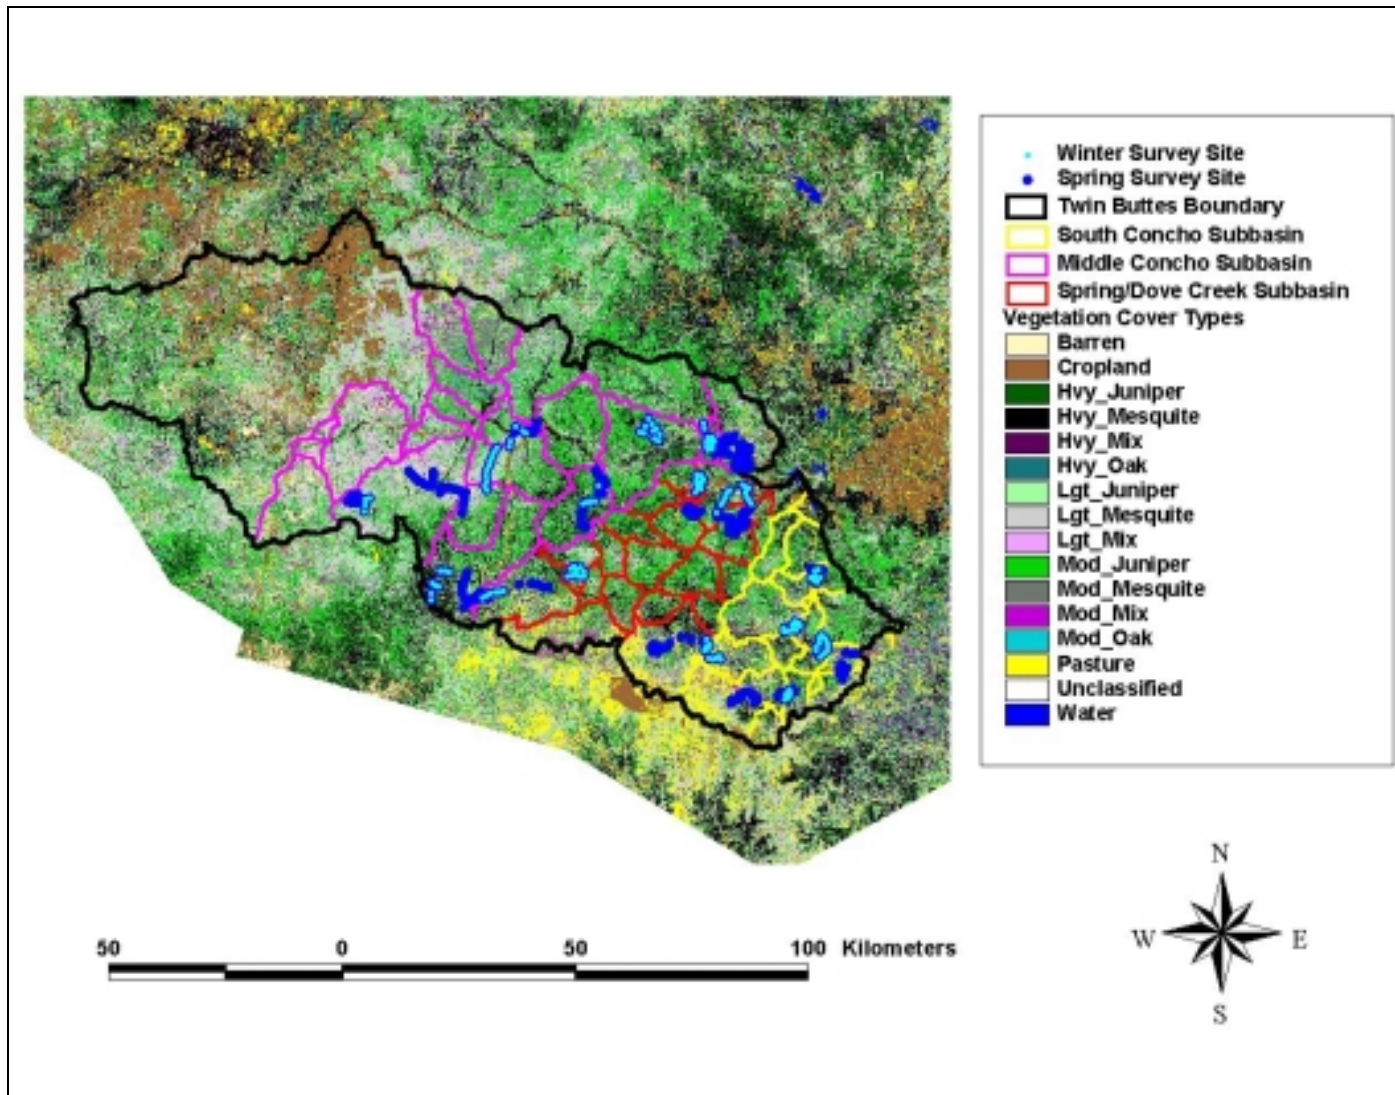 Winter Survey Site
Spring Survey Site
Twin Buttes Boundary
South Concho Subbasin
Middle Concho Subbasin
Spring/Dove Creek Subbasin
Vegetation Cover Types
Barren
Cropland
Hvy_Juniper
Hvy_Mesquite
Hvy_Mix
Hvy_Oak
Lgt_Juniper
Lgt_Mesquite
Lgt_Mix
Mod_Juniper
Mod_Mesquite
Mod_Mix
Mod_Oak
Pasture
Unclassified
Water
N
W E
S
50 0 50 100 Kilometers